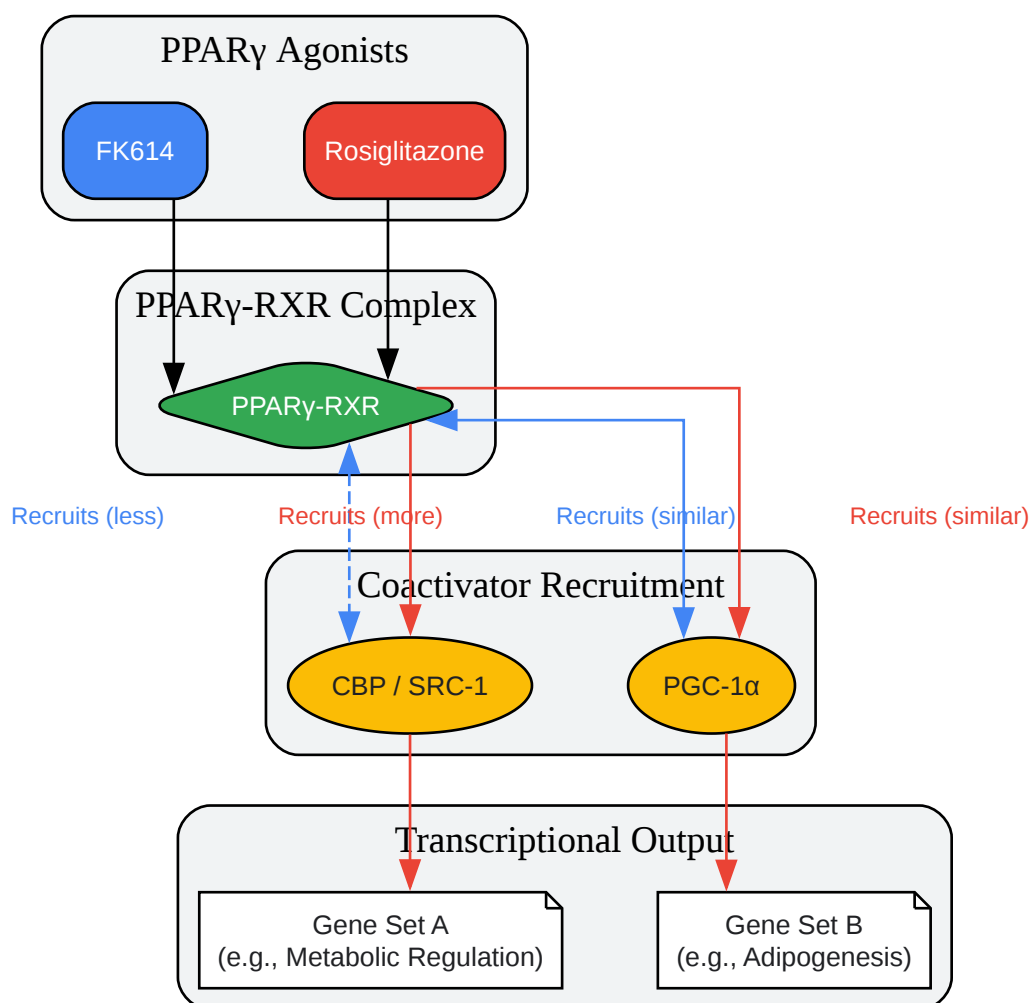 PPARγ Agonists
FK614
Rosiglitazone
PPARγ-RXR Complex
PPARγ-RXR
Recruits (less)
Recruits (more)
Recruits (similar)
Recruits (similar)
Coactivator Recruitment
CBP / SRC-1
PGC-1α
Transcriptional Output
Gene Set A
(e.g., Metabolic Regulation)
Gene Set B
(e.g., Adipogenesis)